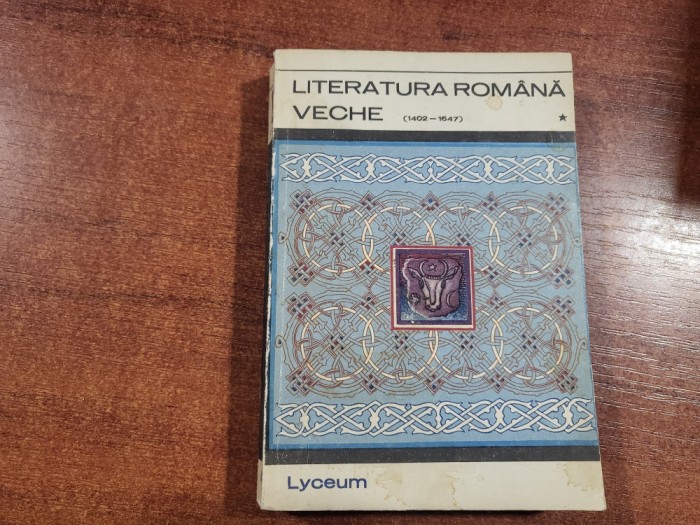 LITERATURA ROMÂNĂ
VECHE (1402-1647) *
Lyceum